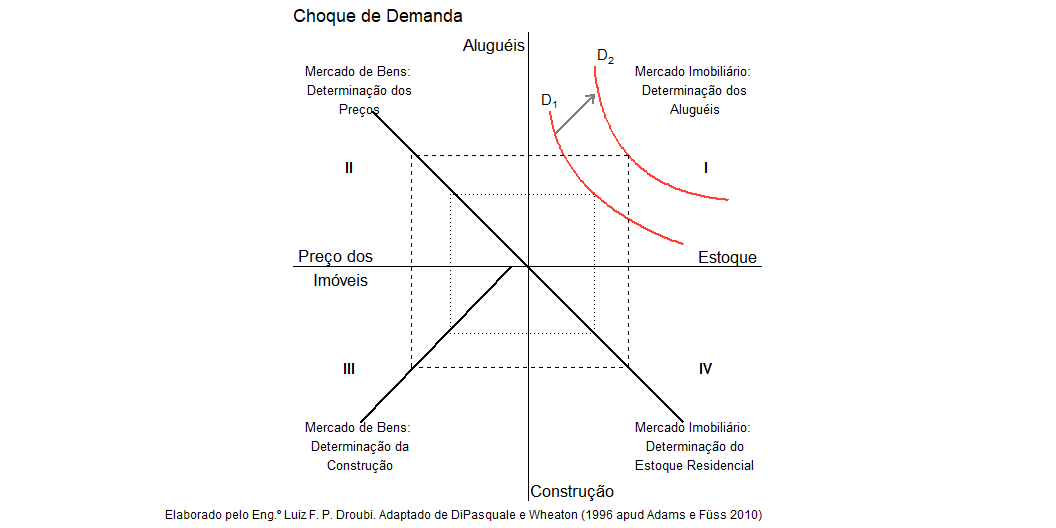 Choque de Demanda
Aluguéis
D2
Mercado de Bens:
Determinação dos
Preços
Mercado Imobiliário:
Determinação dos
Aluguéis
D1
II
I
Preço dos
Imóveis
Estoque
III
IV
Mercado de Bens:
Determinação da
Construção
Mercado Imobiliário:
Determinação do
Estoque Residencial
Construção
Elaborado pelo Eng.º Luiz F. P. Droubi. Adaptado de DiPasquale e Wheaton (1996 apud Adams e Füss 2010)